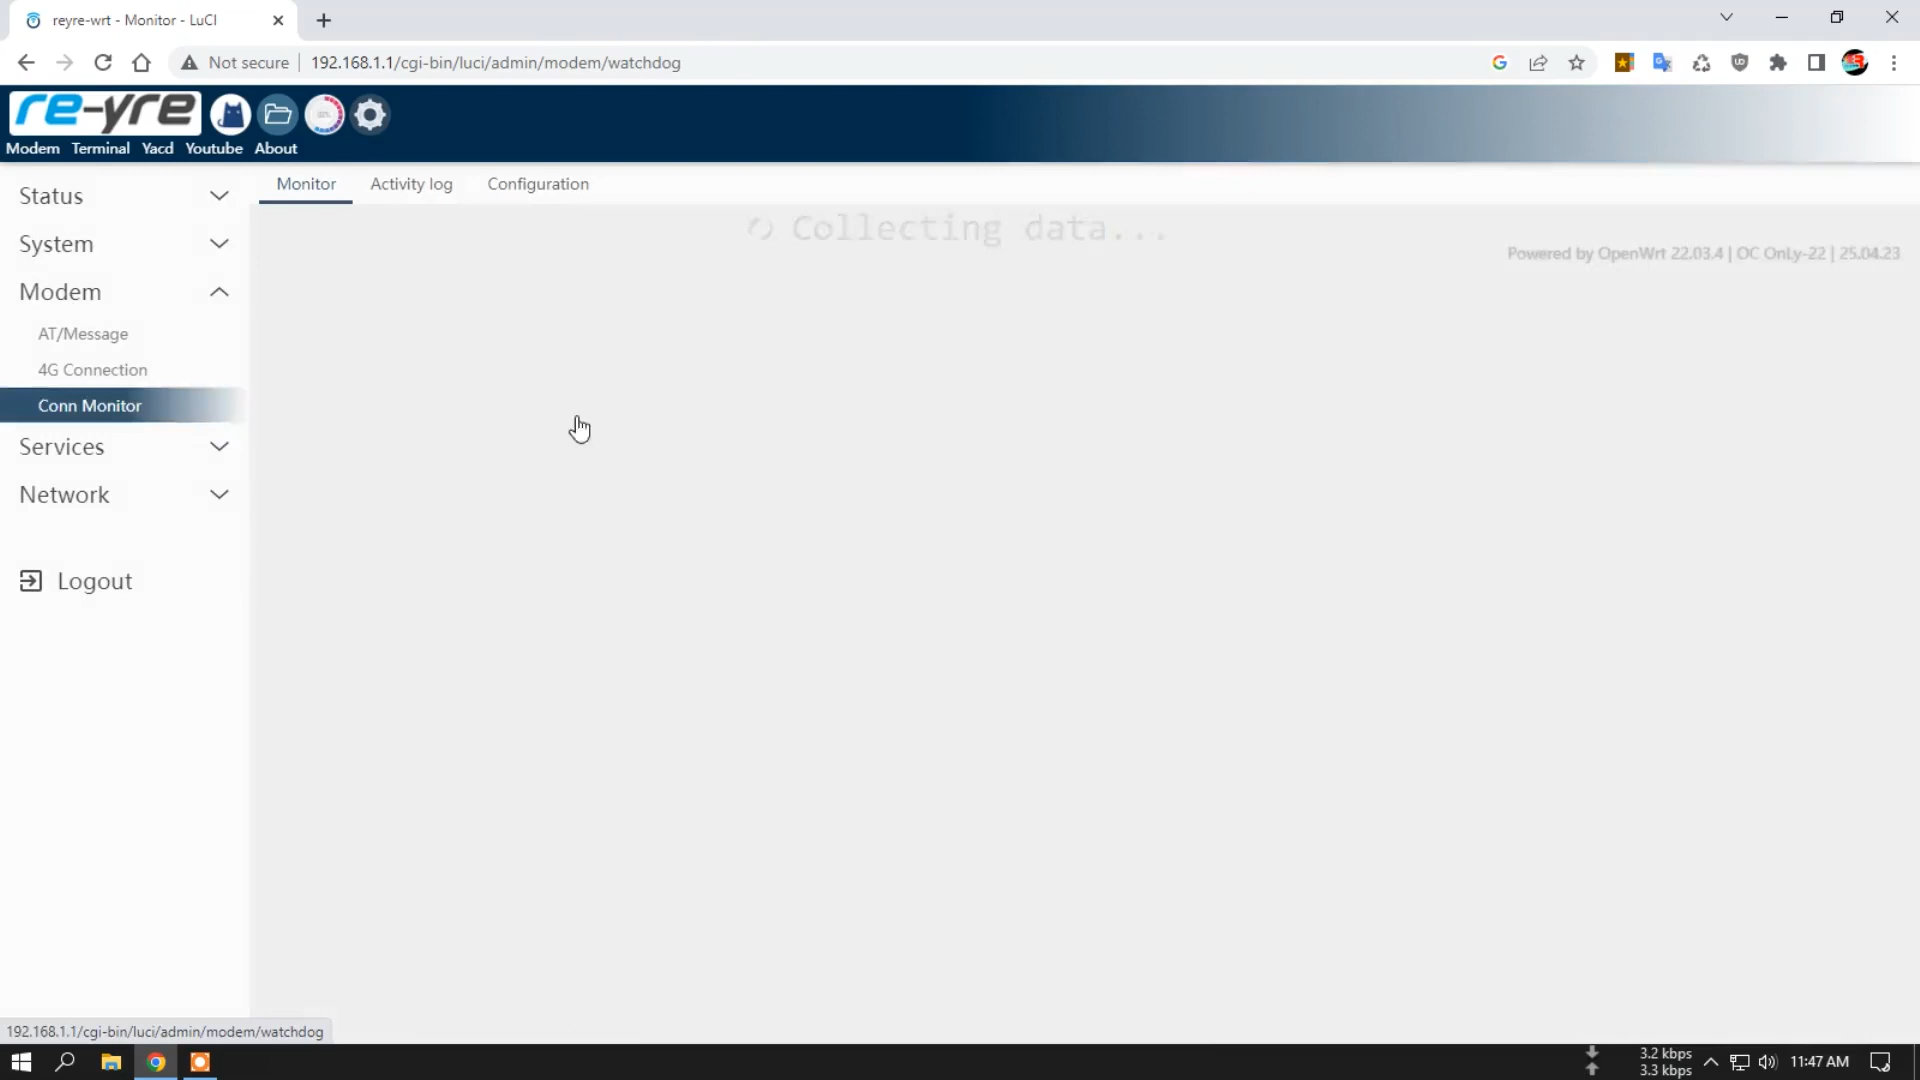 reyre-wrt - Monitor - LuCI
Not secure
192.168.1.1/cgi-bin/luci/admin/modem/watchdog
re-yre
Modem Terminal Yacd Youtube About
Status
System
Modem
AT/Message
4G Connection
Conn Monitor
Services
Network
Logout
Monitor Activity log Configuration
Collecting data...
Powered by OpenWrt 22.03.4 | OC OnLy-22 | 25.04.23
192.168.1.1/cgi-bin/luci/admin/modem/watchdog
3.2 kbps
3.3 kbps
11:47 AM